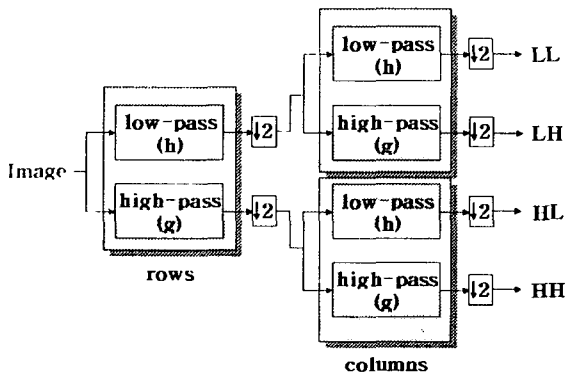 low-pass
(h)
↓2
LL
high-pass
(g)
↓2
LH
Image
low-pass
(h)
↓2
high-pass
(g)
↓2
rows
low-pass
(h)
↓2
HL
high-pass
(g)
↓2
HH
columns